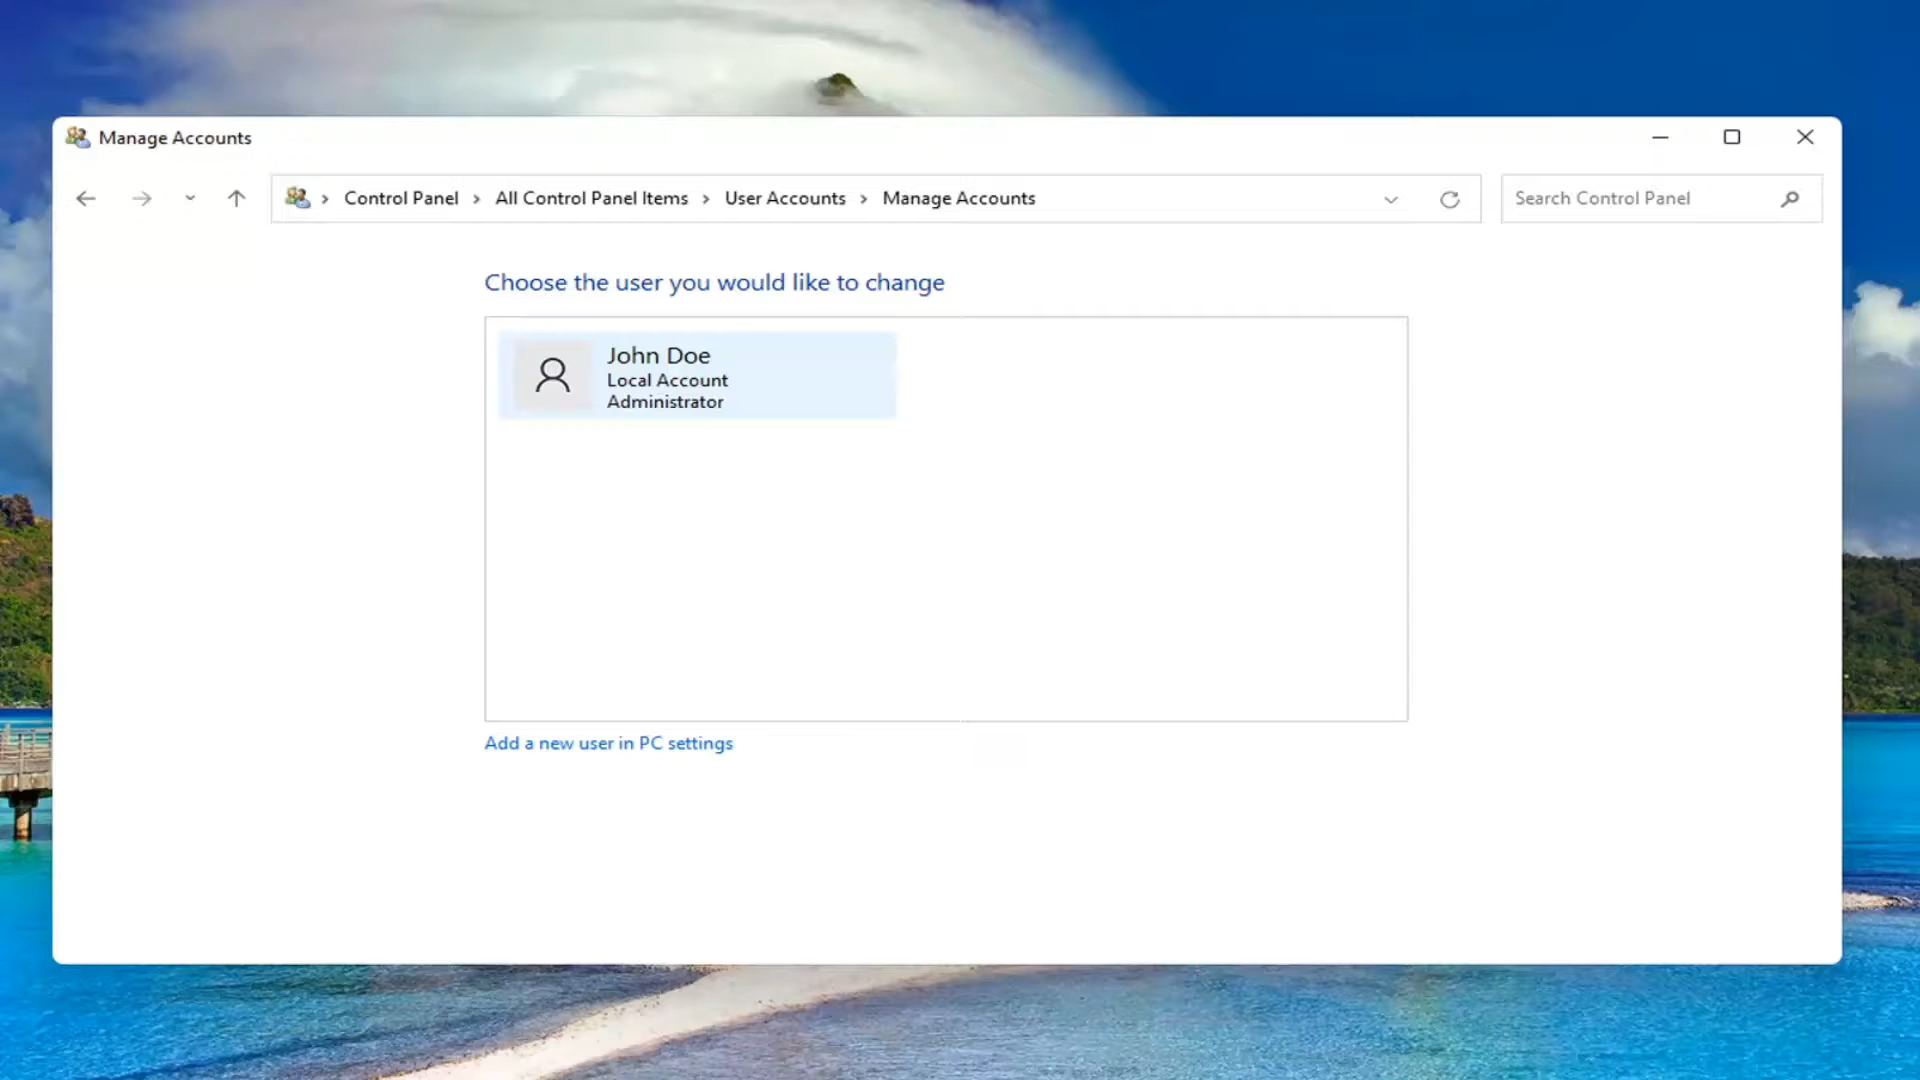 Manage Accounts
Control Panel > All Control Panel Items > User Accounts > Manage Accounts
Search Control Panel
Choose the user you would like to change
John Doe
Local Account
Administrator
Add a new user in PC settings